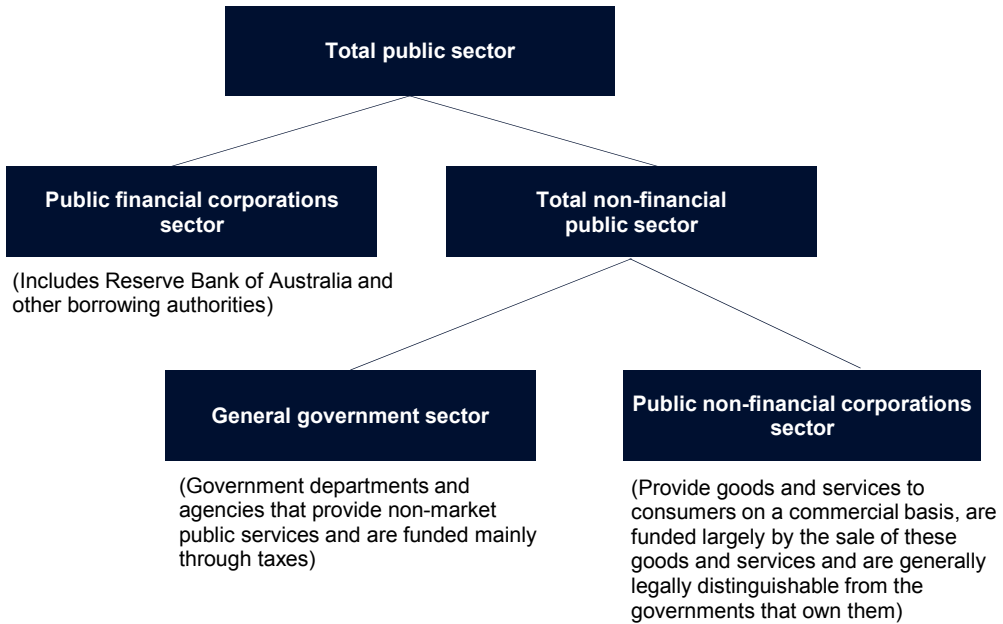 Total public sector
Public financial corporations
sector
Total non-financial
public sector
(Includes Reserve Bank of Australia and
other borrowing authorities)
General government sector
Public non-financial corporations
sector
(Government departments and
agencies that provide non-market
public services and are funded mainly
through taxes)
(Provide goods and services to
consumers on a commercial basis, are
funded largely by the sale of these
goods and services and are generally
legally distinguishable from the
governments that own them)